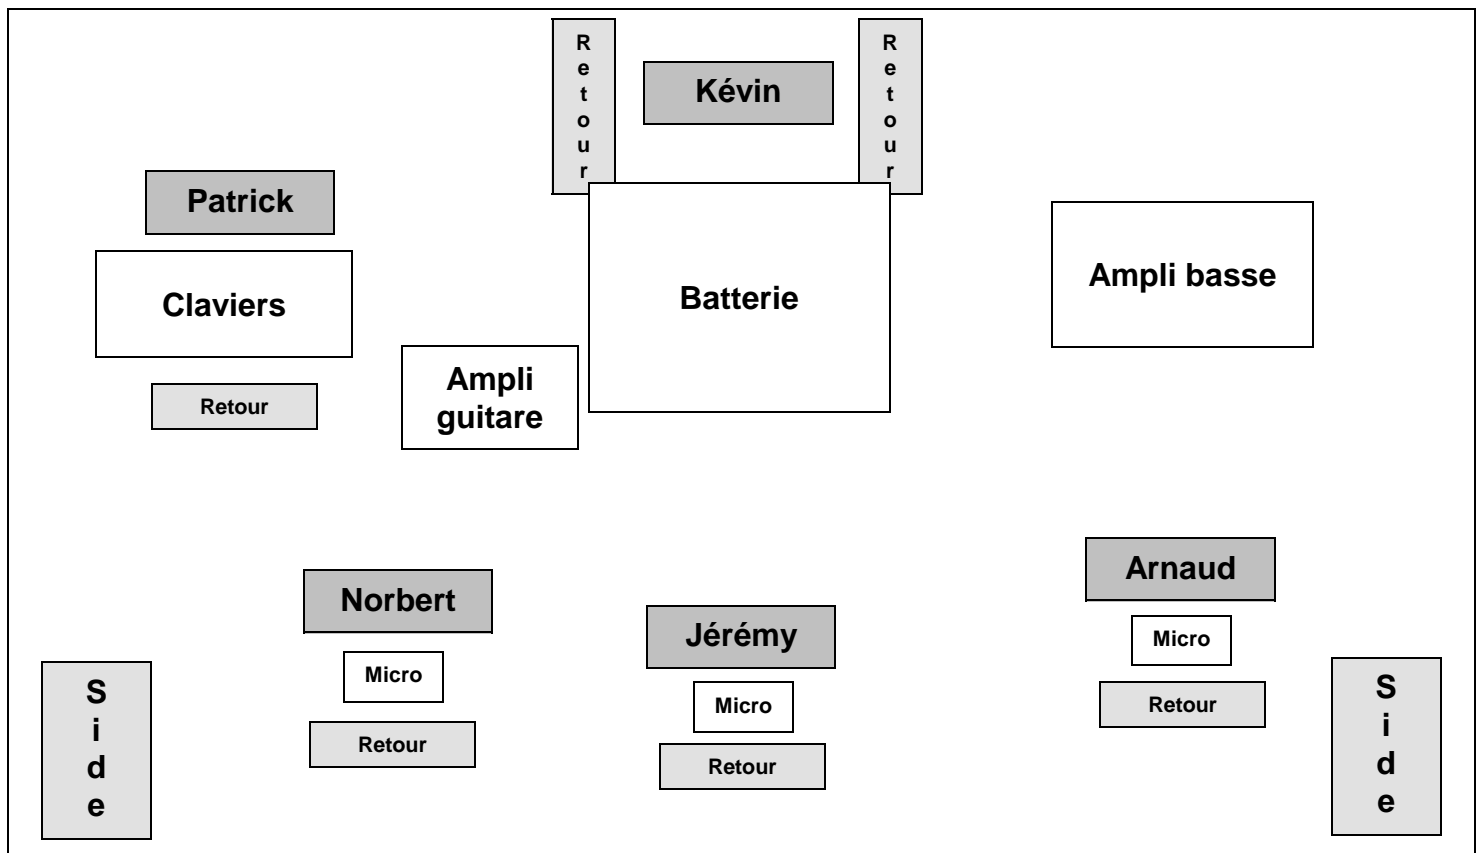 Retour
Kévin
Retour
Patrick
Claviers
Batterie
Ampli basse
Ampli
guitare
Retour
Norbert
Micro
Retour
Jérémy
Micro
Retour
Arnaud
Micro
Retour
Side
Side